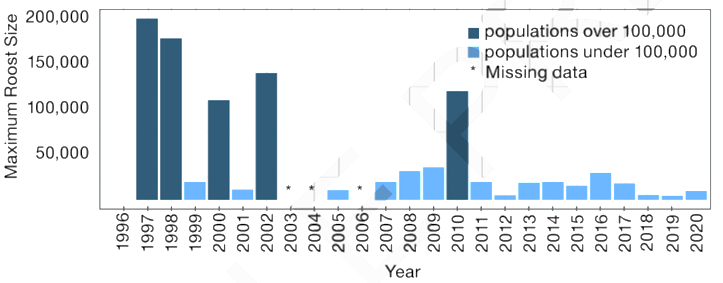 Maximum Roost Size
200,000
150,000
100,000
50,000
populations over 100,000
populations under 100,000
* Missing data
* * *
1996 1997 1998 1999 2000 2001 2002 2003 2004 2005 2006 2007 2008 2009 2010 2011 2012 2013 2014 2015 2016 2017 2018 2019 2020
Year